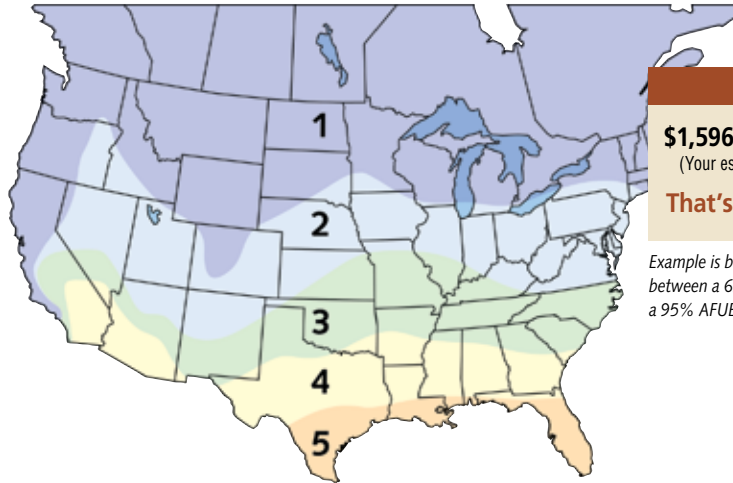 1
2
3
4
5
$1,596
(Your es
That's
Example is b
between a 6
a 95% AFUE